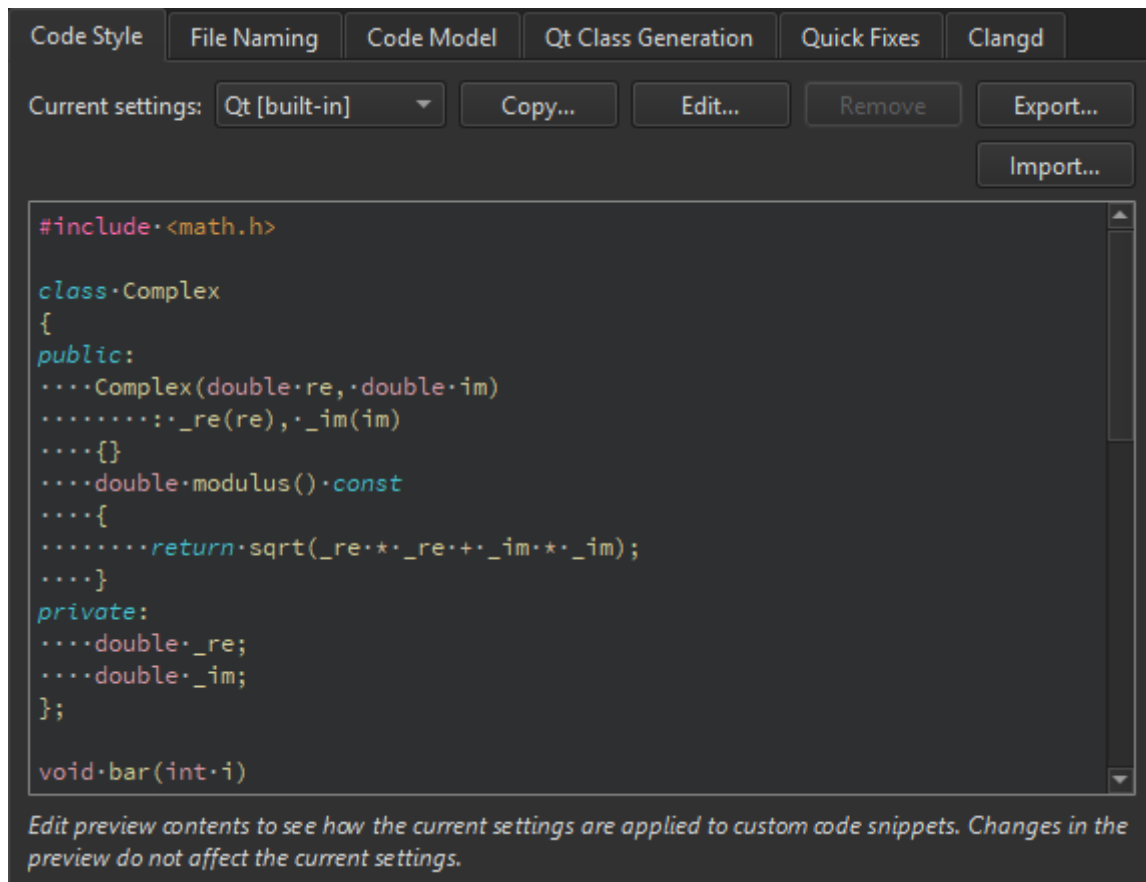 Code Style File Naming Code Model Qt Class Generation Quick Fixes Clangd
Current settings: Qt [built-in] Copy... Edit... Remove Export...
Import...
#include·<math.h>
class·Complex
{
public:
····Complex(double·re,·double·im)
········:·_re(re),·_im(im)
····{}
····double·modulus()·const
····{
········return·sqrt(_re·*·_re·+·_im·*·_im);
····}
private:
····double·_re;
····double·_im;
};
void·bar(int·i)
Edit preview contents to see how the current settings are applied to custom code snippets. Changes in the
preview do not affect the current settings.